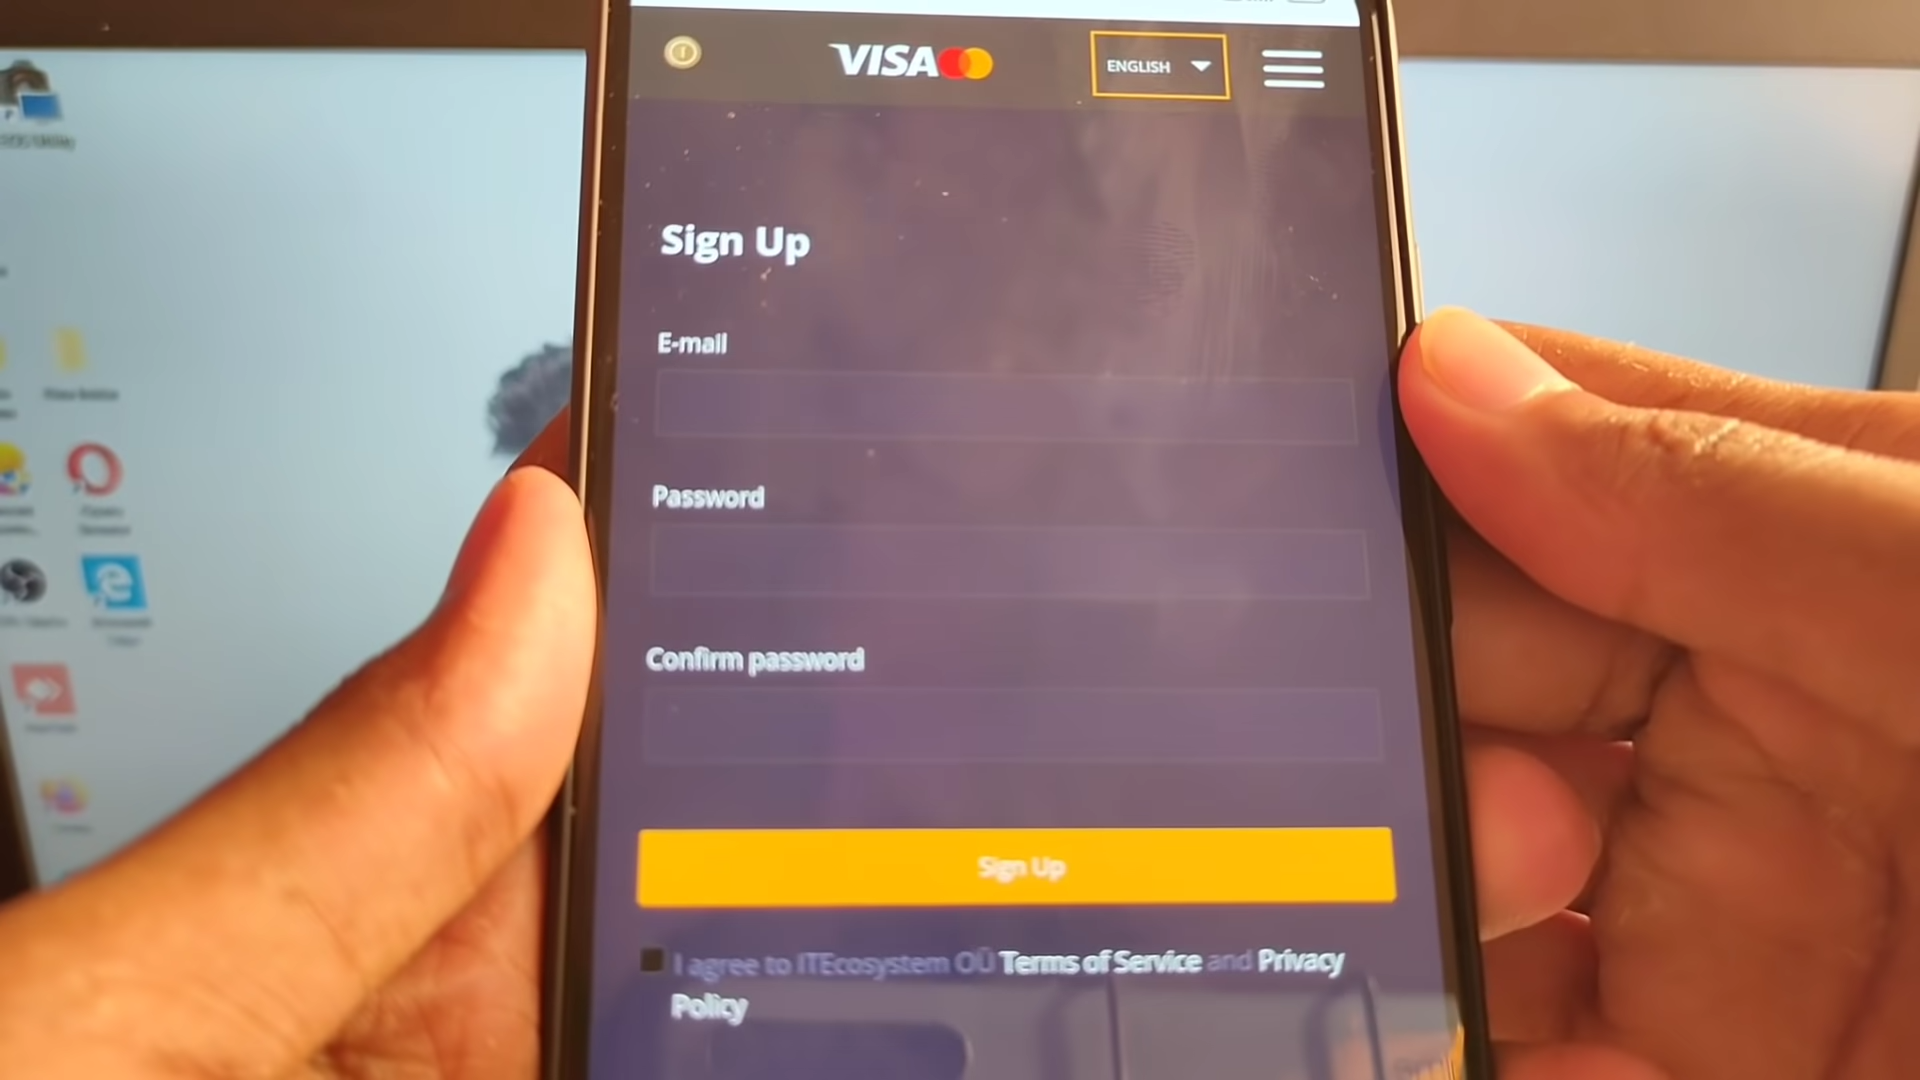 VISA
ENGLISH
Sign Up
E-mail
Password
Confirm password
Sign Up
I agree to ITEcosystem OÜ Terms of Service and Privacy
Policy